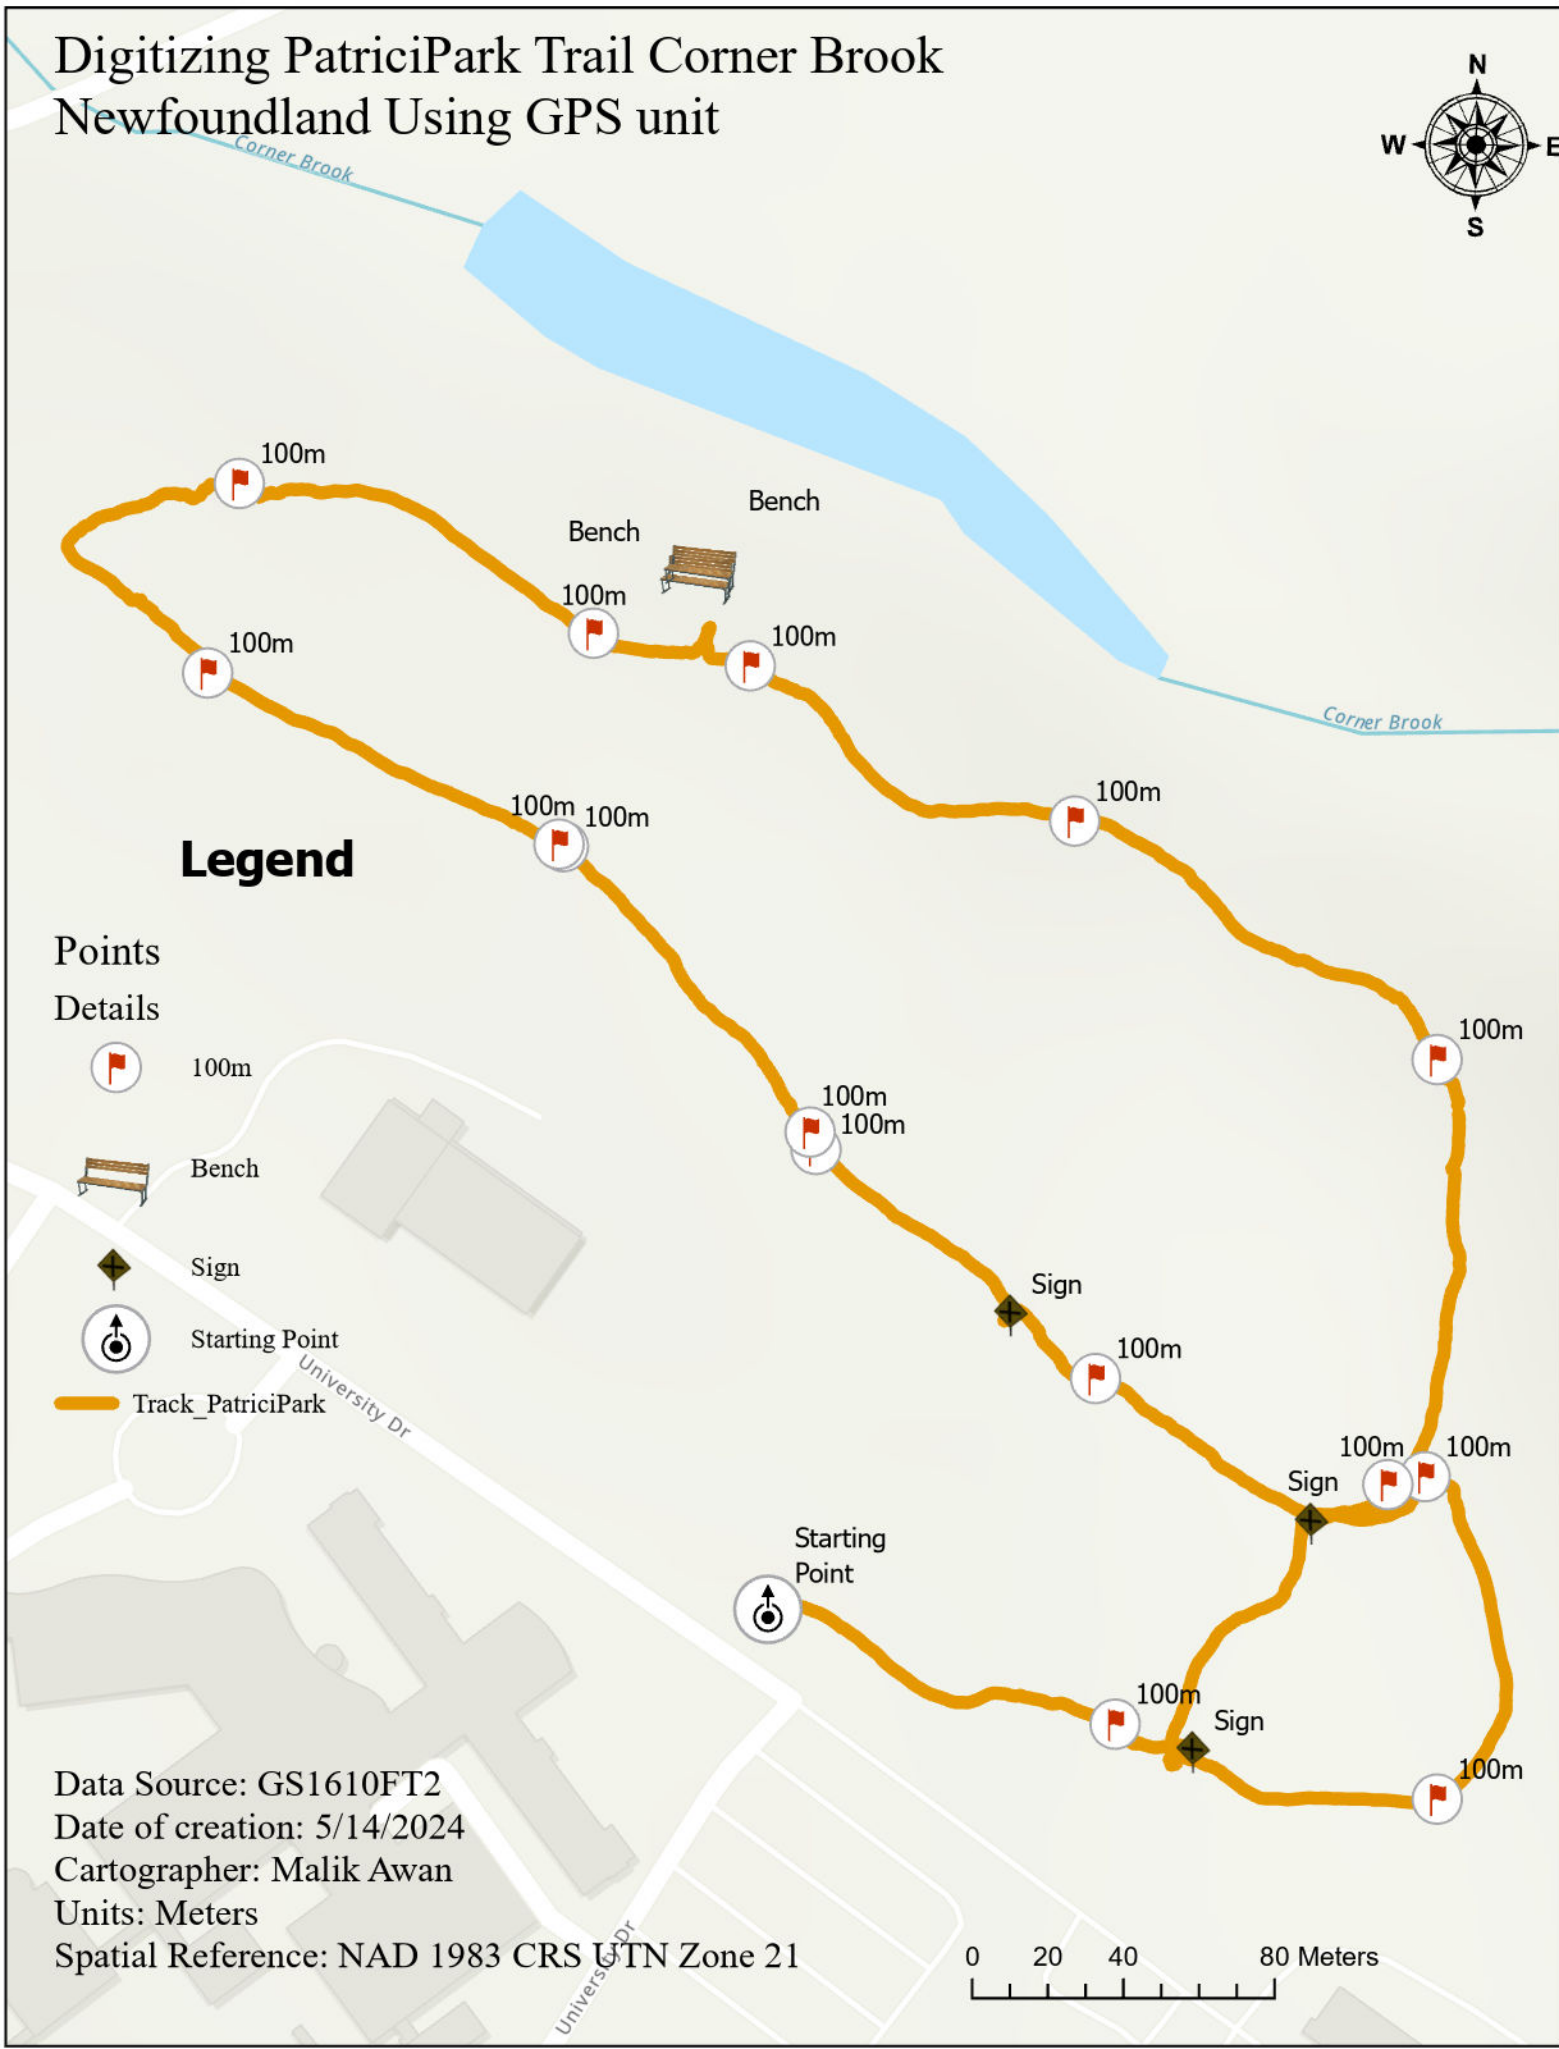 Digitizing PatriciPark Trail Corner Brook
Newfoundland Using GPS unit
N
W
E
S
Corner Brook
100m
Bench
Bench
100m
100m
100m
Corner Brook
100m
100m
100m
Legend
100m
Points
Details
100m
Bench
Sign
Starting Point
Track_PatriciPark
100m
100m
Sign
100m
University Dr
100m
100m
Sign
Starting
Point
100m
Sign
100m
Data Source: GS1610FT2
Date of creation: 5/14/2024
Cartographer: Malik Awan
Units: Meters
Spatial Reference: NAD 1983 CRS UTN Zone 21
University Dr
0 20 40 80 Meters